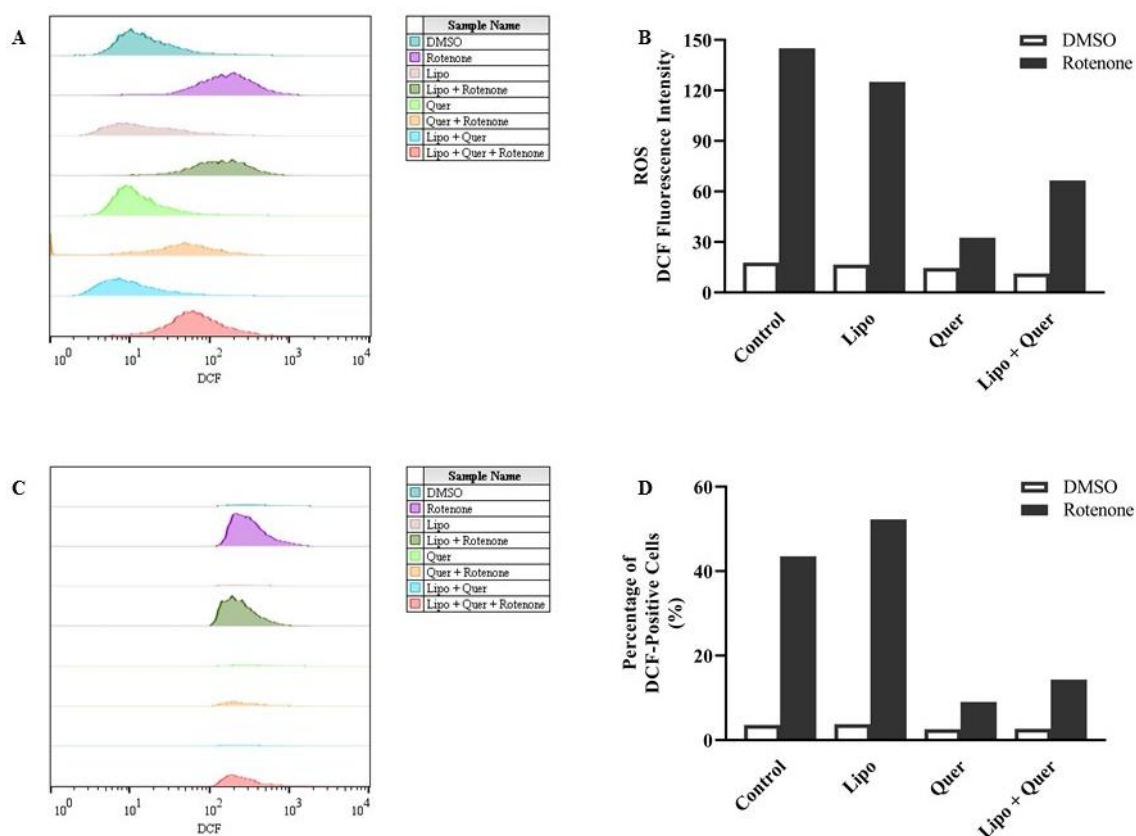 A
Sample Name
DMSO
Rotenone
Lipo
Lipo + Rotenone
Quer
Quer + Rotenone
Lipo + Quer
Lipo + Quer + Rotenone
10^0 10^1 10^2 10^3 10^4
DCF
B
DMSO
Rotenone
ROS
DCF Fluorescence Intensity
150
120
90
60
30
0
Control Lipo Quer Lipo + Quer
C
Sample Name
DMSO
Rotenone
Lipo
Lipo + Rotenone
Quer
Quer + Rotenone
Lipo + Quer
Lipo + Quer + Rotenone
10^0 10^1 10^2 10^3 10^4
DCF
D
DMSO
Rotenone
Percentage of
DCF-Positive Cells
(%)
60
40
20
0
Control Lipo Quer Lipo + Quer